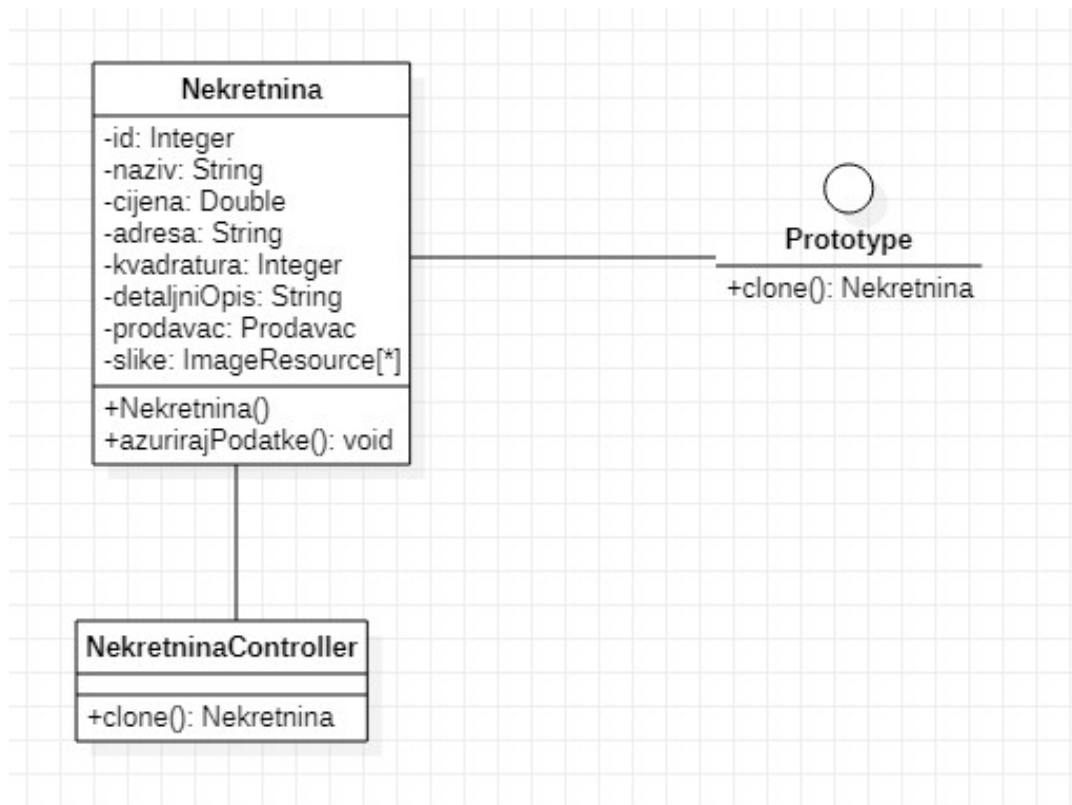 Nekretnina
-id: Integer
-naziv: String
-cijena: Double
-adresa: String
-kvadratura: Integer
-detaljniOpis: String
-prodavac: Prodavac
-slike: ImageResource[*]
+Nekretnina()
+azurirajPodatke(): void
Prototype
+clone(): Nekretnina
NekretninaController
+clone(): Nekretnina